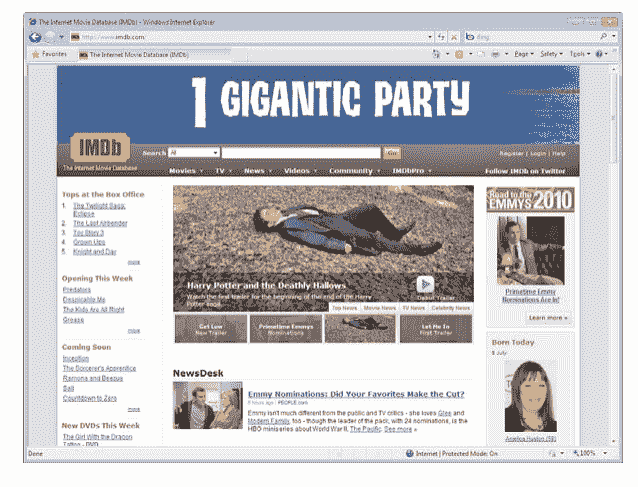 The Internet Movie Database (IMDb) - Windows Internet Explorer
http://www.imdb.com/
Bing
Favorites
The Internet Movie Database (IMDb)
Page
Safety
Tools
1 GIGANTIC PARTY
IMDb
The Internet Movie Database
Search
All
Go
Register | Login | Help
Movies
TV
News
Videos
Community
IMDbPro
Follow IMDb on Twitter
Tops at the Box Office
1. The Twilight Saga: Eclipse
2. The Last Airbender
3. Toy Story 3
4. Grown Ups
5. Knight and Day
more
Opening This Week
Predators
Despicable Me
The Kids Are All Right
Grease
more
Coming Soon
Inception
The Sorcerer's Apprentice
Ramona and Beezus
Salt
Countdown to Zero
more
New DVDs This Week
The Girl With the Dragon
Tattoo - DVD
Harry Potter and the Deathly Hallows
Watch the first trailer for the beginning of the end of the Harry
Potter saga.
Debut Trailer
Top News
Movie News
TV News
Celebrity News
Get Low
New Trailer
Primetime Emmys
Nominations
Let Me In
First Trailer
NewsDesk
Emmy Nominations: Did Your Favorites Make the Cut?
hours ago | PEOPLE.com
Emmy isn't much different from the public and TV critics - she loves Glee and
Modern Family, too - though the leader of the pack, with 24 nominations, is the
HBO miniseries about World War II, The Pacific. See more »
Road to the
EMMYS 2010
Primetime Emmy
Nominations Are In!
Learn more »
Born Today
8 July
Anjelica Huston (59)
Done
Internet | Protected Mode: On
100%